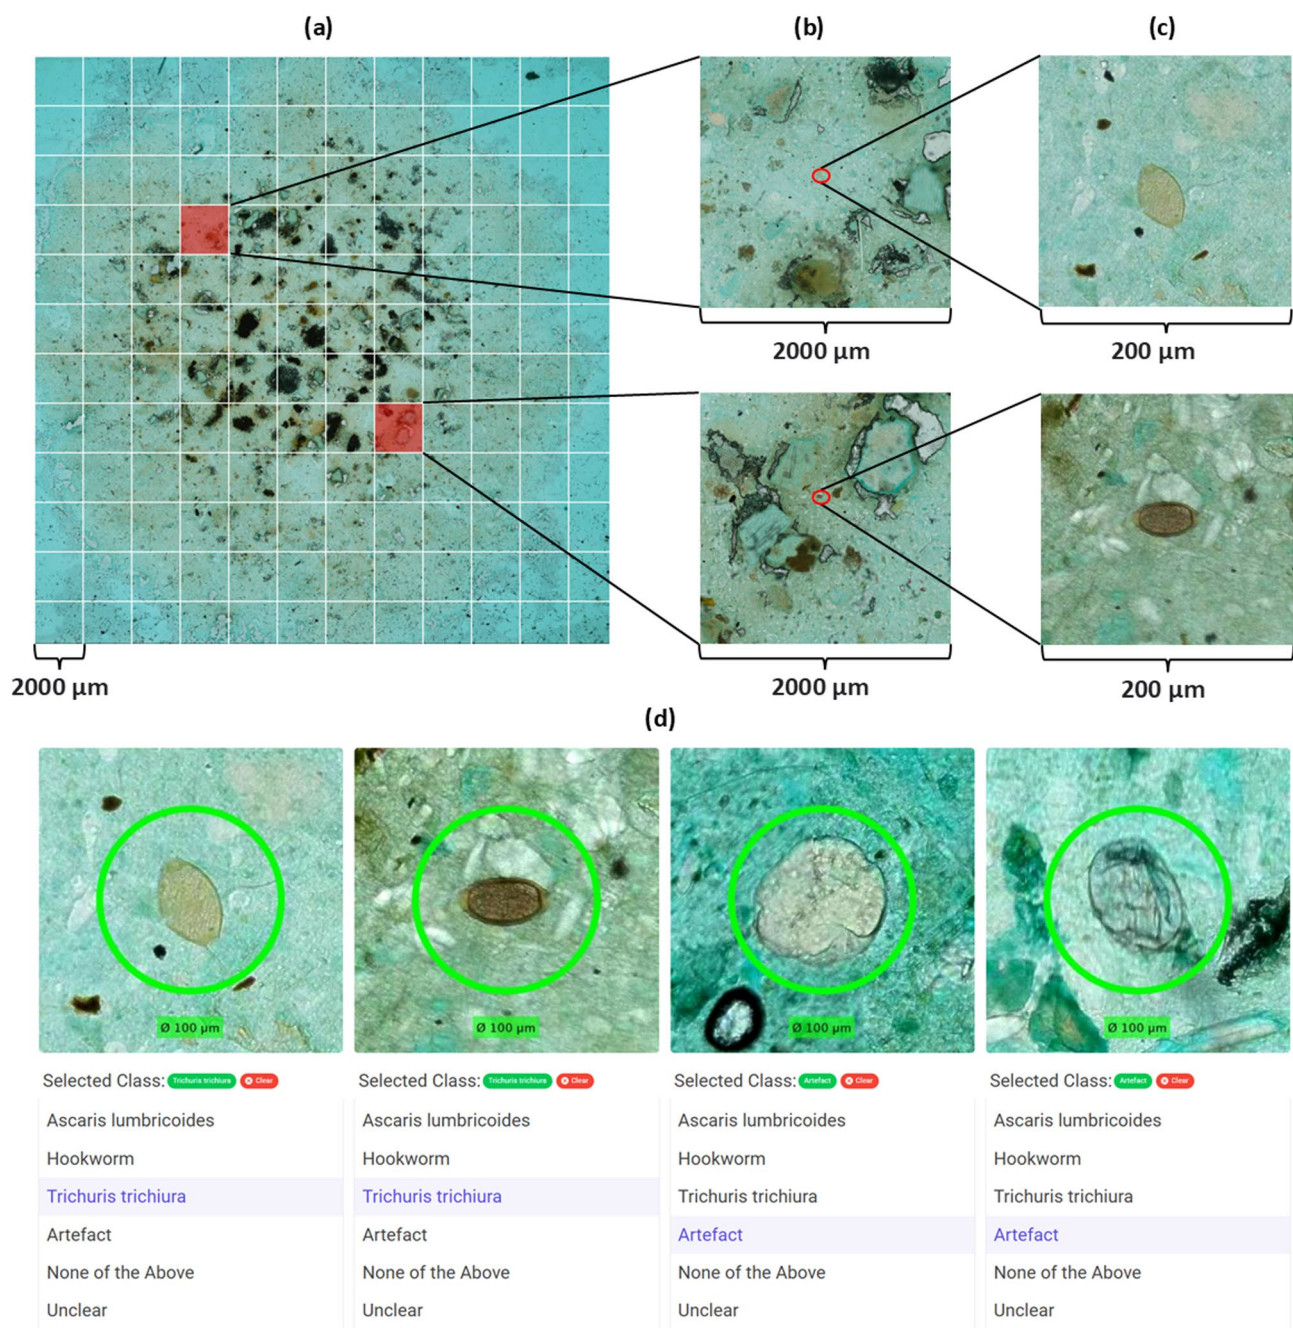 (a)
(b)
(c)
2000 µm
200 µm
2000 µm
2000 µm
200 µm
(d)
Ø 100 µm
Ø 100 µm
Ø 100 µm
Ø 100 µm
Selected Class: Trichuris trichiura Clear
Selected Class: Trichuris trichiura Clear
Selected Class: Artefact Clear
Selected Class: Artefact Clear
Ascaris lumbricoides
Hookworm
Trichuris trichiura
Artefact
None of the Above
Unclear
Ascaris lumbricoides
Hookworm
Trichuris trichiura
Artefact
None of the Above
Unclear
Ascaris lumbricoides
Hookworm
Trichuris trichiura
Artefact
None of the Above
Unclear
Ascaris lumbricoides
Hookworm
Trichuris trichiura
Artefact
None of the Above
Unclear